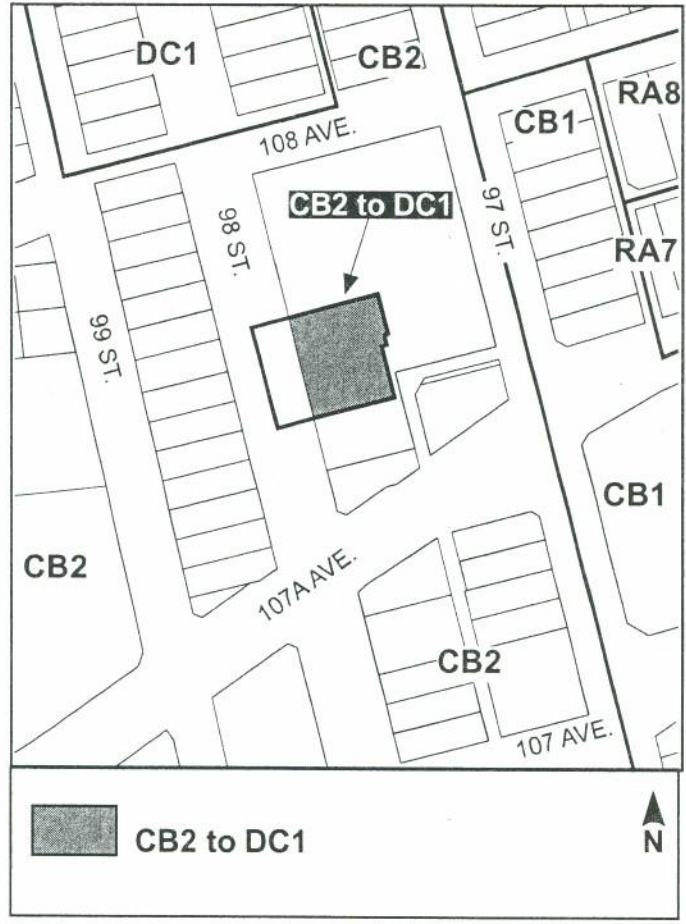 DC1
CB2
RA8
CB1
108 AVE.
CB2 to DC1
98 ST.
97 ST.
RA7
99 ST.
CB1
CB2
107A AVE.
CB2
107 AVE.
CB2 to DC1
N